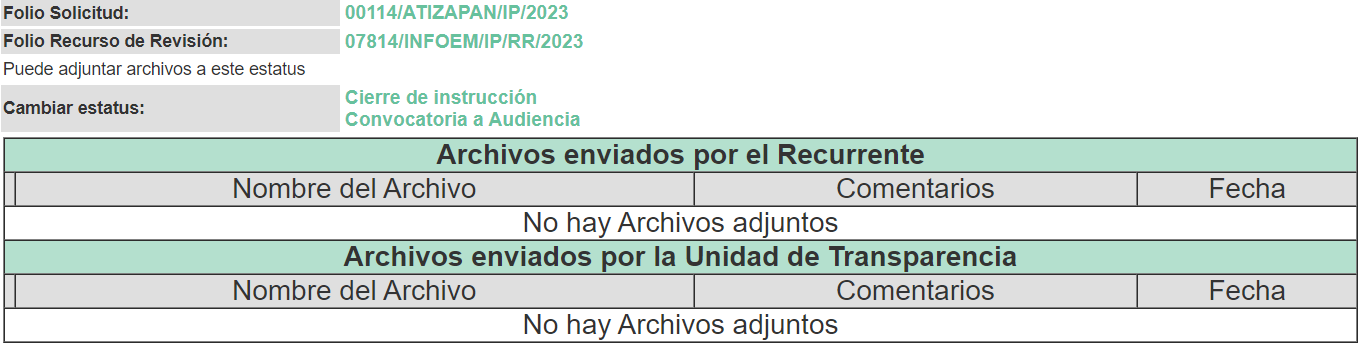 Folio Solicitud: 00114/ATIZAPAN/IP/2023
Folio Recurso de Revisión: 07814/INFOEM/IP/RR/2023
Puede adjuntar archivos a este estatus
Cambiar estatus: Cierre de instrucción
Convocatoria a Audiencia
Archivos enviados por el Recurrente
Nombre del Archivo Comentarios Fecha
No hay Archivos adjuntos
Archivos enviados por la Unidad de Transparencia
Nombre del Archivo Comentarios Fecha
No hay Archivos adjuntos